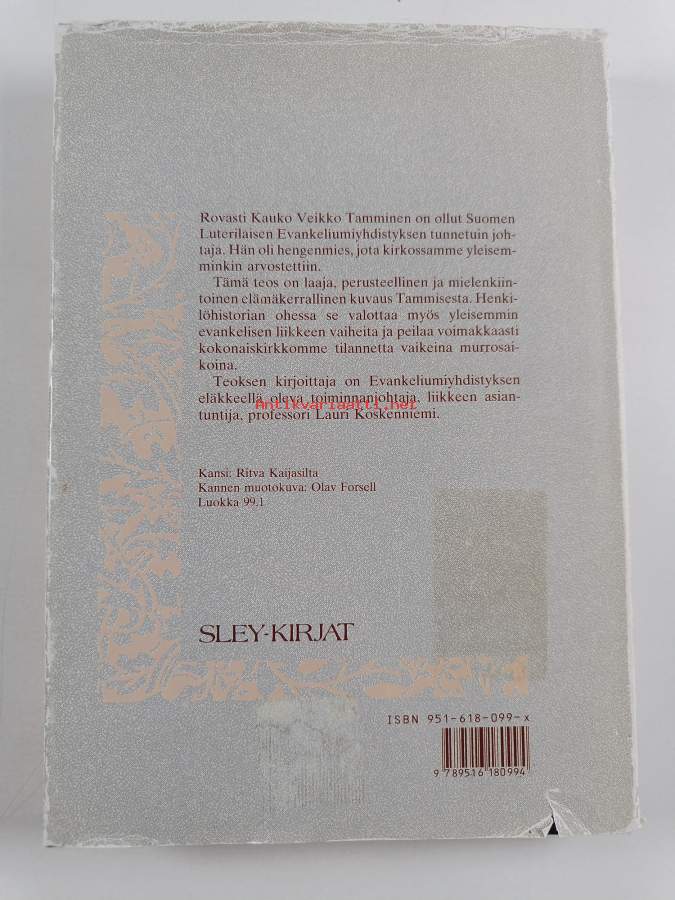 Rovasti Kauko Veikko Tamminen on ollut Suomen
Luterilaisen Evankeliumiyhdistyksen tunnetuin joh-
taja. Hän oli hengenmies, jota kirkossamme yleisem-
minkin arvostettiin.
Tämä teos on laaja, perusteellinen ja mielenkiin-
toinen elämäkerrallinen kuvaus Tammisesta. Henki-
löhistorian ohessa se valottaa myös yleisemmin
evankelisen liikkeen vaiheita ja peilaa voimakkaasti
kokonaiskirkkomme tilannetta vaikeina murrosai-
koina.
Teoksen kirjoittaja on Evankeliumiyhdistyksen
eläkkeellä oleva toiminnanjohtaja, liikkeen asian-
Antikvariaatti.net
tuntija, professori Lauri Koskenniemi.
Kansi: Ritva Kaijasilta
Kannen muotokuva: Olav Forsell
Luokka 99.1
SLEY-KIRJAT
ISBN 951-618-099-x
9 789516 180994